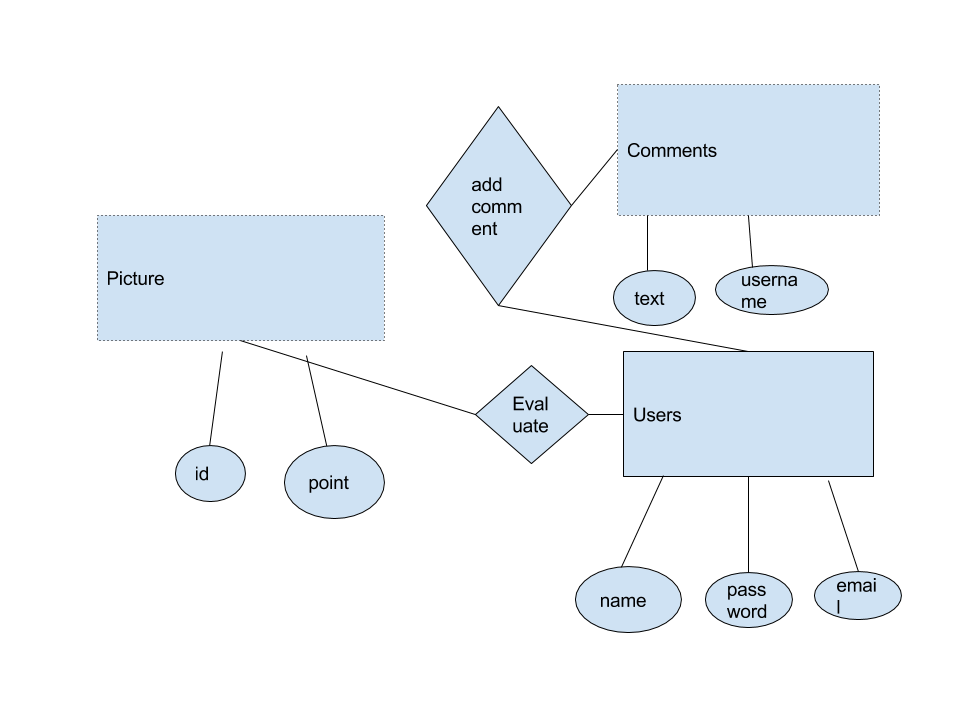 Comments
add
comm
ent
Picture
text
userna
me
Eval
uate
Users
id
point
name
pass
word
emai
l